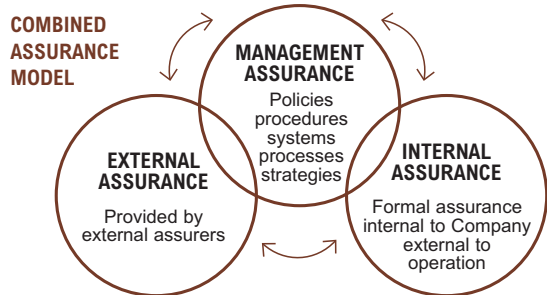 COMBINED
ASSURANCE
MODEL
MANAGEMENT
ASSURANCE
Policies
procedures
systems
processes
strategies
EXTERNAL
ASSURANCE
Provided by
external assurers
INTERNAL
ASSURANCE
Formal assurance
internal to Company
external to
operation